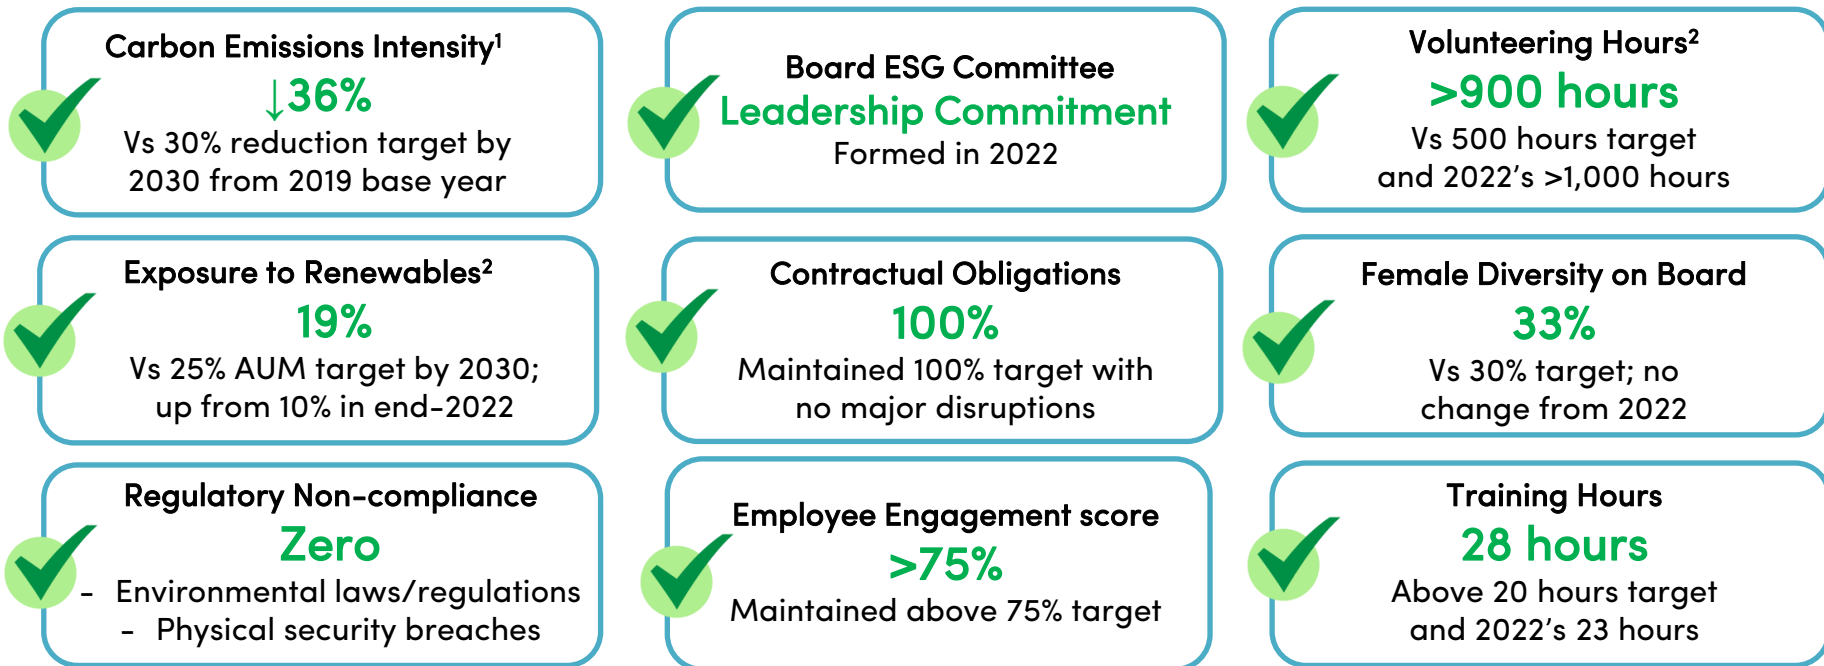 Carbon Emissions Intensity¹
↓36%
Vs 30% reduction target by
2030 from 2019 base year
Board ESG Committee
Leadership Commitment
Formed in 2022
Volunteering Hours²
>900 hours
Vs 500 hours target
and 2022's >1,000 hours
Exposure to Renewables²
19%
Vs 25% AUM target by 2030;
up from 10% in end-2022
Contractual Obligations
100%
Maintained 100% target with
no major disruptions
Female Diversity on Board
33%
Vs 30% target; no
change from 2022
Regulatory Non-compliance
Zero
- Environmental laws/regulations
- Physical security breaches
Employee Engagement score
>75%
Maintained above 75% target
Training Hours
28 hours
Above 20 hours target
and 2022's 23 hours